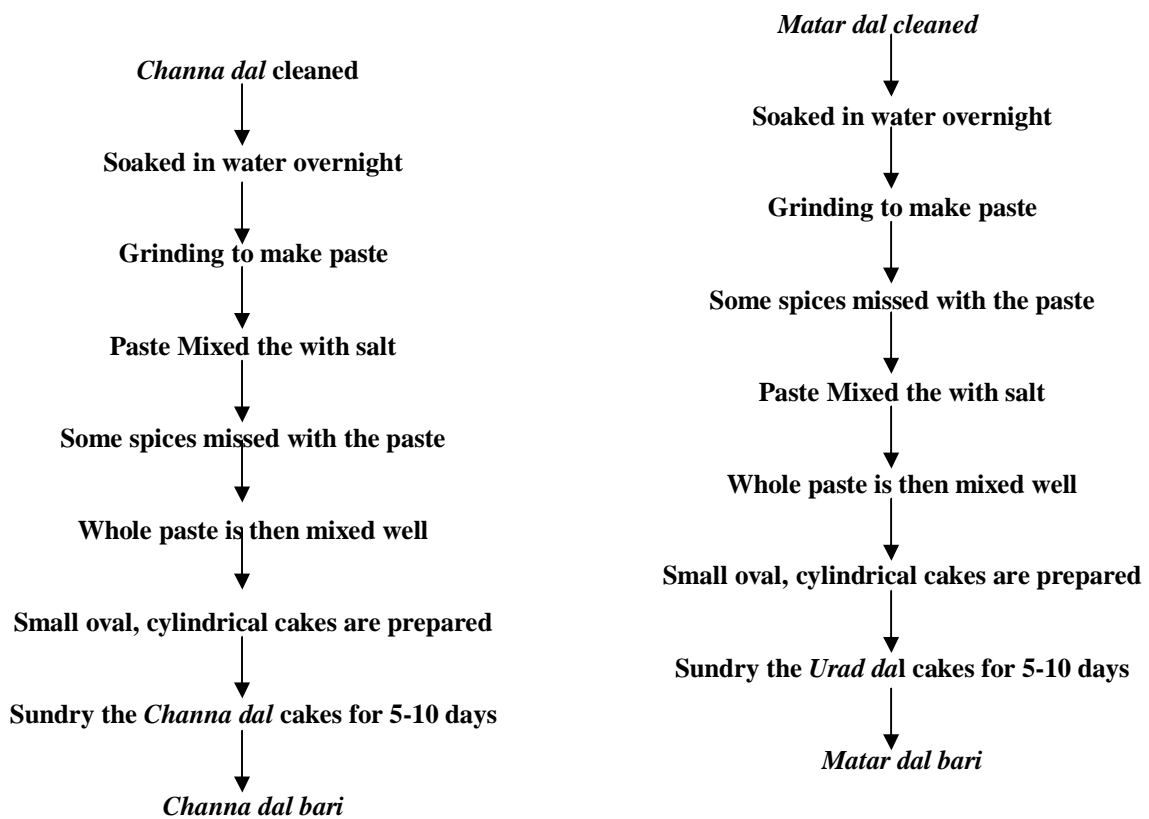 Channa dal cleaned
Soaked in water overnight
Grinding to make paste
Paste Mixed the with salt
Some spices missed with the paste
Whole paste is then mixed well
Small oval, cylindrical cakes are prepared
Sundry the Channa dal cakes for 5-10 days
Channa dal bari
Matar dal cleaned
Soaked in water overnight
Grinding to make paste
Some spices missed with the paste
Paste Mixed the with salt
Whole paste is then mixed well
Small oval, cylindrical cakes are prepared
Sundry the Urad dal cakes for 5-10 days
Matar dal bari